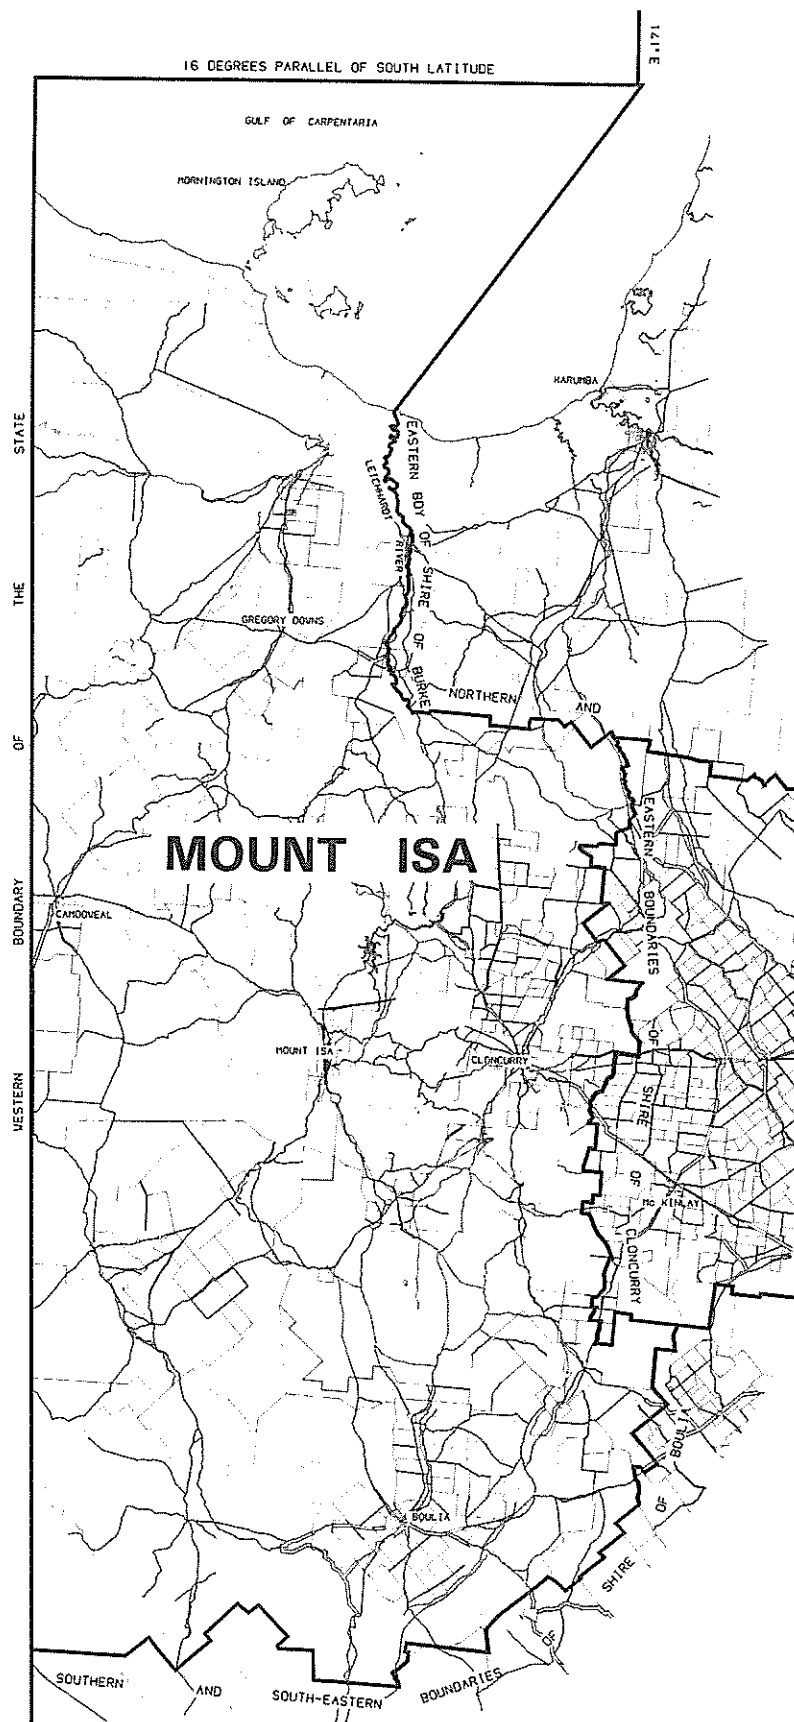 141°E
16 DEGREES PARALLEL OF SOUTH LATITUDE
GULF OF CARPENTARIA
MORNINGTON ISLAND
KARUMBA
EASTERN BDY OF SHIRE OF BURKE
LEICHHARDT RIVER
GREGORY DOWNS
NORTHERN AND
EASTERN BOUNDARIES OF SHIRE OF CLONCURRY
WESTERN BOUNDARY OF THE STATE
MOUNT ISA
CAMOOWEAL
MOUNT ISA
CLONCURRY
Mc KINLAY
BOULIA
SOUTHERN AND SOUTH-EASTERN BOUNDARIES OF SHIRE OF BOULIA